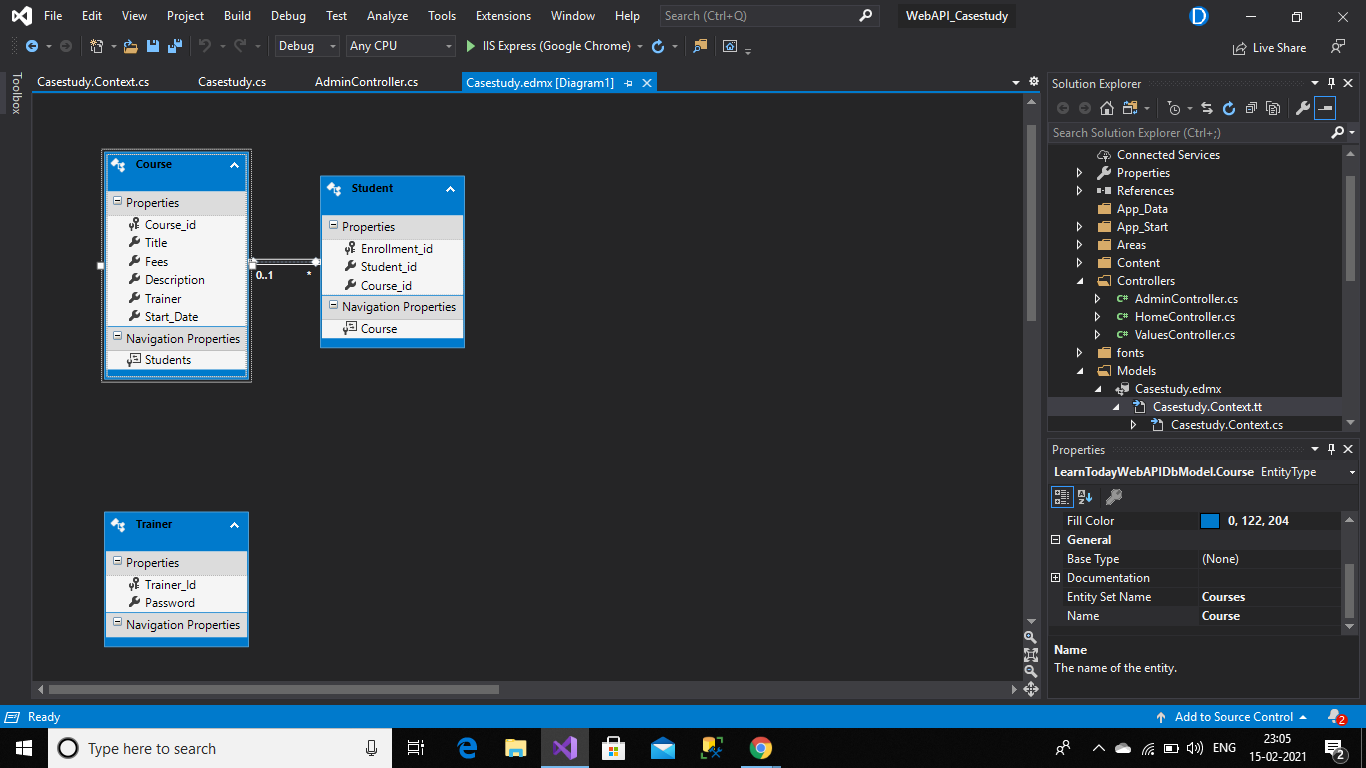 File Edit View Project Build Debug Test Analyze Tools Extensions Window Help Search (Ctrl+Q) WebAPI_Casestudy D
Debug Any CPU IIS Express (Google Chrome) Live Share
Toolbox
Casestudy.Context.cs Casestudy.cs AdminController.cs Casestudy.edmx [Diagram1]
Course
Properties
Course_id
Title
Fees
Description
Trainer
Start_Date
Navigation Properties
Students
0..1 *
Student
Properties
Enrollment_id
Student_id
Course_id
Navigation Properties
Course
Trainer
Properties
Trainer_Id
Password
Navigation Properties
Solution Explorer
Search Solution Explorer (Ctrl+;)
Connected Services
Properties
References
App_Data
App_Start
Areas
Content
Controllers
C# AdminController.cs
C# HomeController.cs
C# ValuesController.cs
fonts
Models
Casestudy.edmx
Casestudy.Context.tt
Casestudy.Context.cs
Properties
LearnTodayWebAPIDbModel.Course EntityType
Fill Color 0, 122, 204
General
Base Type (None)
Documentation
Entity Set Name Courses
Name Course
Name
The name of the entity.
Ready Add to Source Control 2
Type here to search ENG 23:05
15-02-2021 2